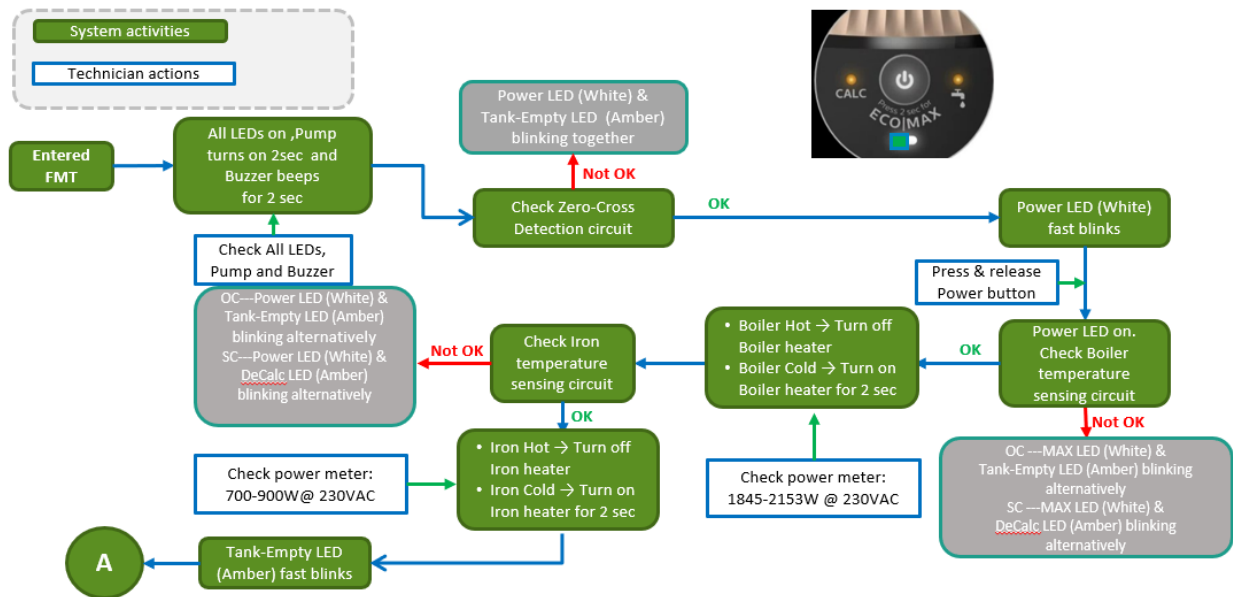 System activities
Technician actions
Entered
FMT
All LEDs on ,Pump
turns on 2sec and
Buzzer beeps
for 2 sec
Check All LEDs,
Pump and Buzzer
Power LED (White) &
Tank-Empty LED (Amber)
blinking together
Not OK
Check Zero-Cross
Detection circuit
OK
CALC
Press 2 sec for
ECO|MAX
Power LED (White)
fast blinks
Press & release
Power button
Power LED on.
Check Boiler
temperature
sensing circuit
OK
Not OK
OC ---MAX LED (White) &
Tank-Empty LED (Amber) blinking
alternatively
SC ---MAX LED (White) &
DeCalc LED (Amber) blinking
alternatively
• Boiler Hot → Turn off
Boiler heater
• Boiler Cold → Turn on
Boiler heater for 2 sec
Check power meter:
1845-2153W @ 230VAC
Check Iron
temperature
sensing circuit
Not OK
OC---Power LED (White) &
Tank-Empty LED (Amber)
blinking alternatively
SC---Power LED (White) &
DeCalc LED (Amber)
blinking alternatively
OK
• Iron Hot → Turn off
Iron heater
• Iron Cold → Turn on
Iron heater for 2 sec
Check power meter:
700-900W@ 230VAC
Tank-Empty LED
(Amber) fast blinks
A